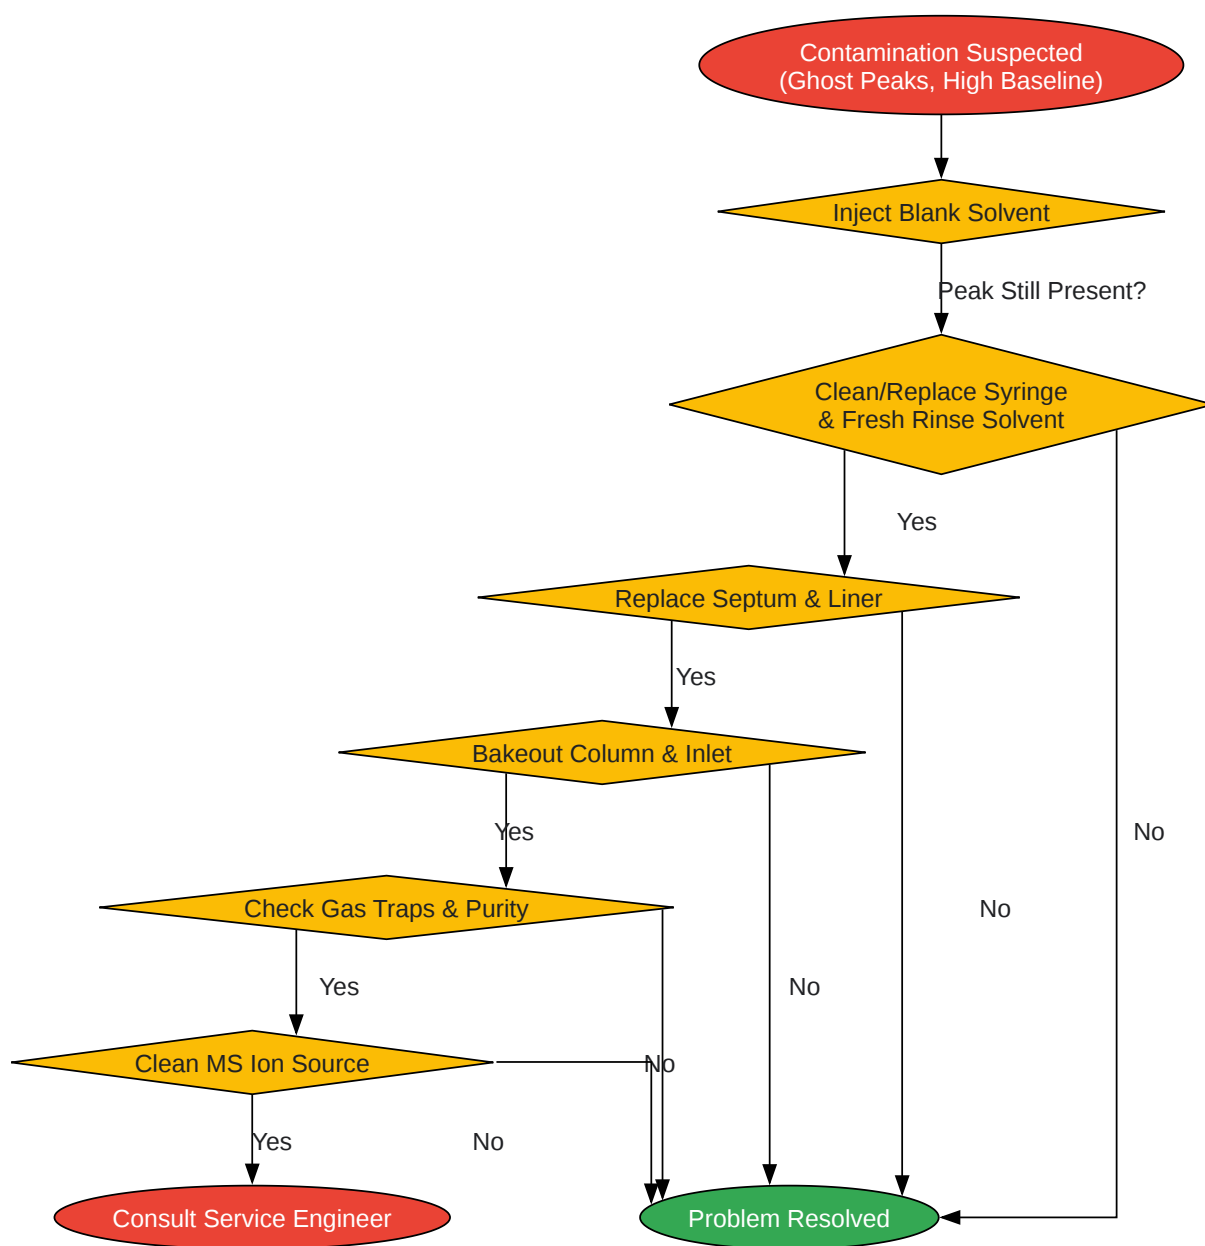 Contamination Suspected
(Ghost Peaks, High Baseline)
Inject Blank Solvent
Peak Still Present?
Clean/Replace Syringe
& Fresh Rinse Solvent
Yes
Replace Septum & Liner
Yes
Bakeout Column & Inlet
Yes
No
Check Gas Traps & Purity
No
Yes
No
Clean MS Ion Source
No
Yes
No
Consult Service Engineer
Problem Resolved